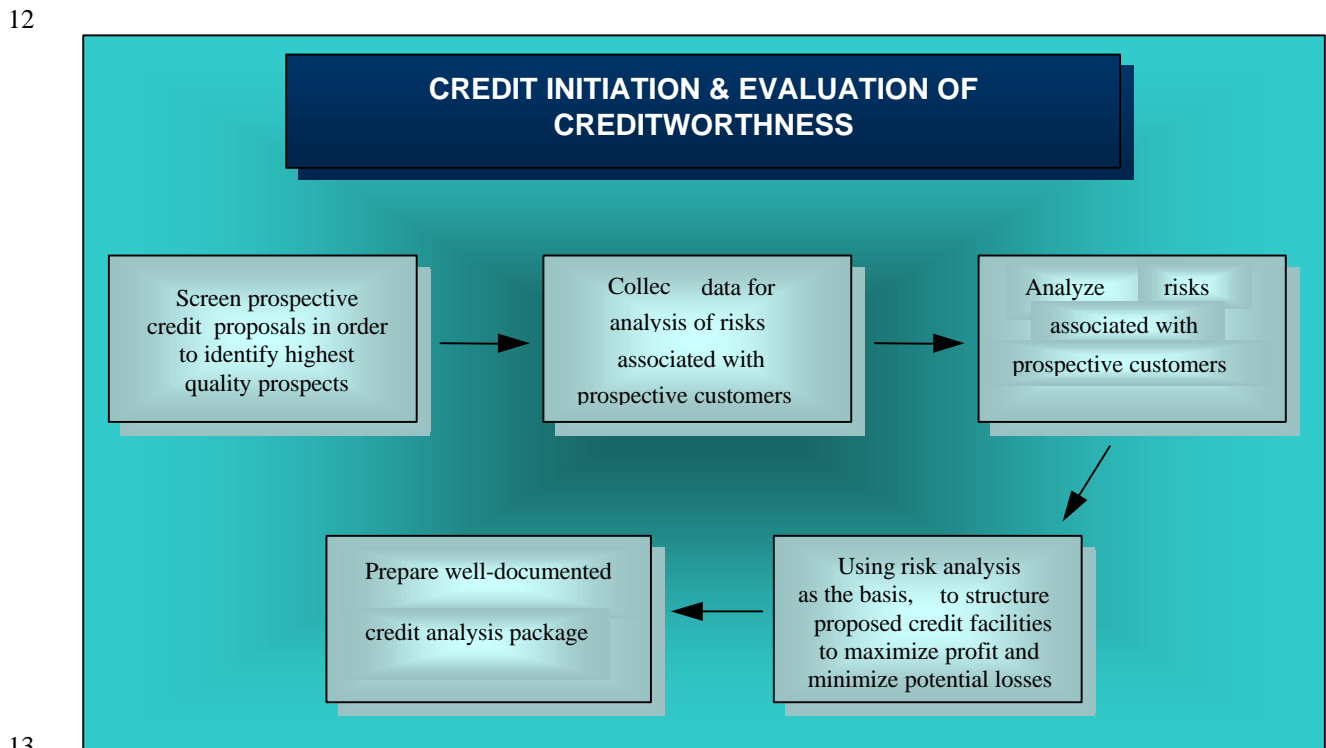 12
CREDIT INITIATION & EVALUATION OF
CREDITWORTHNESS
Screen prospective
credit proposals in order
to identify highest
quality prospects
Collec data for
analysis of risks
associated with
prospective customers
Analyze risks
associated with
prospective customers
Prepare well-documented
credit analysis package
Using risk analysis
as the basis, to structure
proposed credit facilities
to maximize profit and
minimize potential losses
13